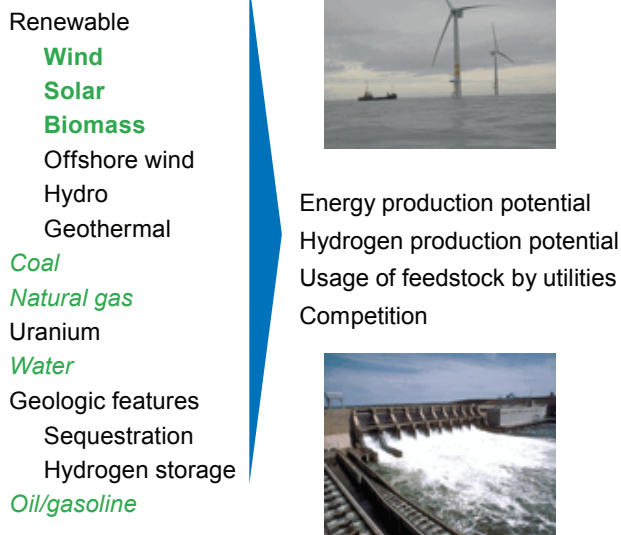 Renewable
Wind
Solar
Biomass
Offshore wind
Hydro
Geothermal
Coal
Natural gas
Uranium
Water
Geologic features
Sequestration
Hydrogen storage
Oil/gasoline
Energy production potential
Hydrogen production potential
Usage of feedstock by utilities
Competition